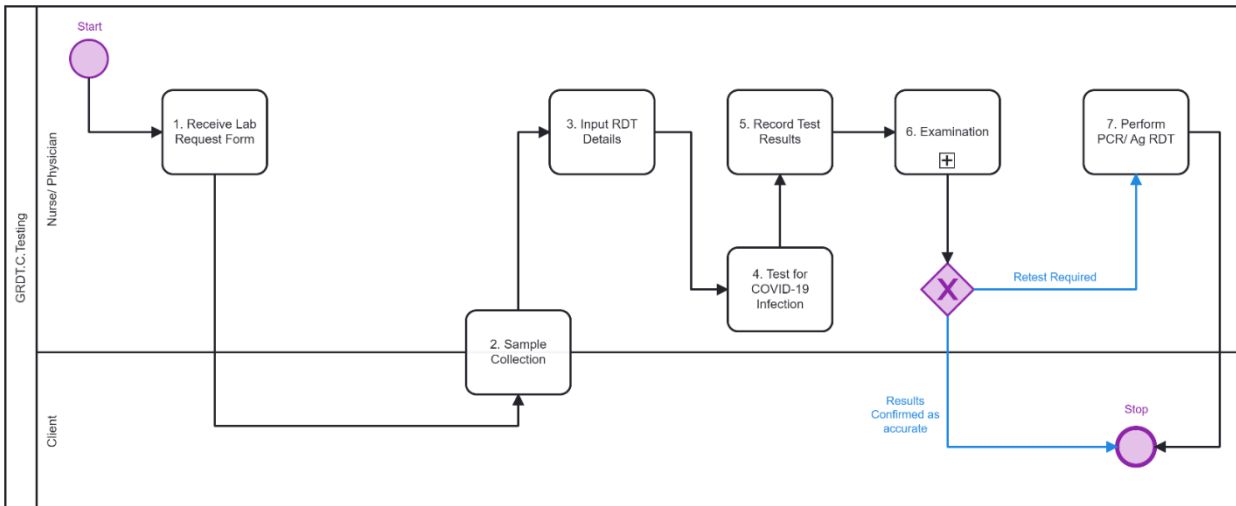 GRDT.C.Testing
Nurse/ Physician
Client
Start
1. Receive Lab
Request Form
2. Sample
Collection
3. Input RDT
Details
4. Test for
COVID-19
Infection
5. Record Test
Results
6. Examination
X
Retest Required
7. Perform
PCR/ Ag RDT
Results
Confirmed as
accurate
Stop